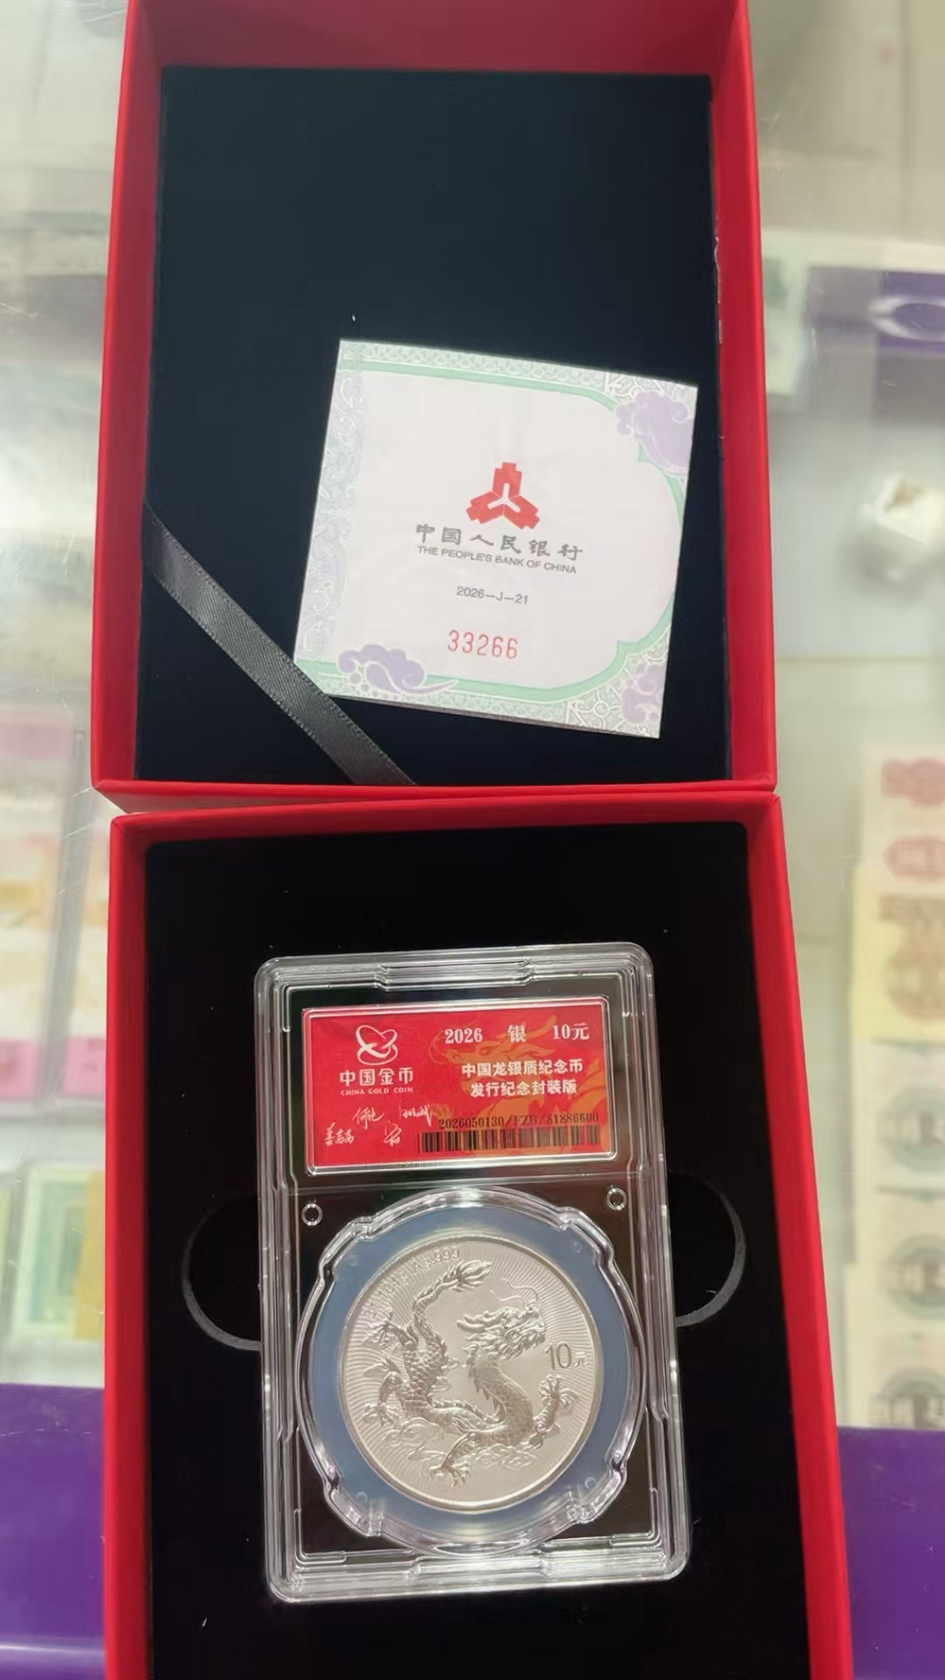 中国人民银行
THE PEOPLE'S BANK OF CHINA
2026—J—21
33266
中国金币
CHINA GOLD COIN
2026 银 10元
中国龙银质纪念币
发行纪念封装版
10元